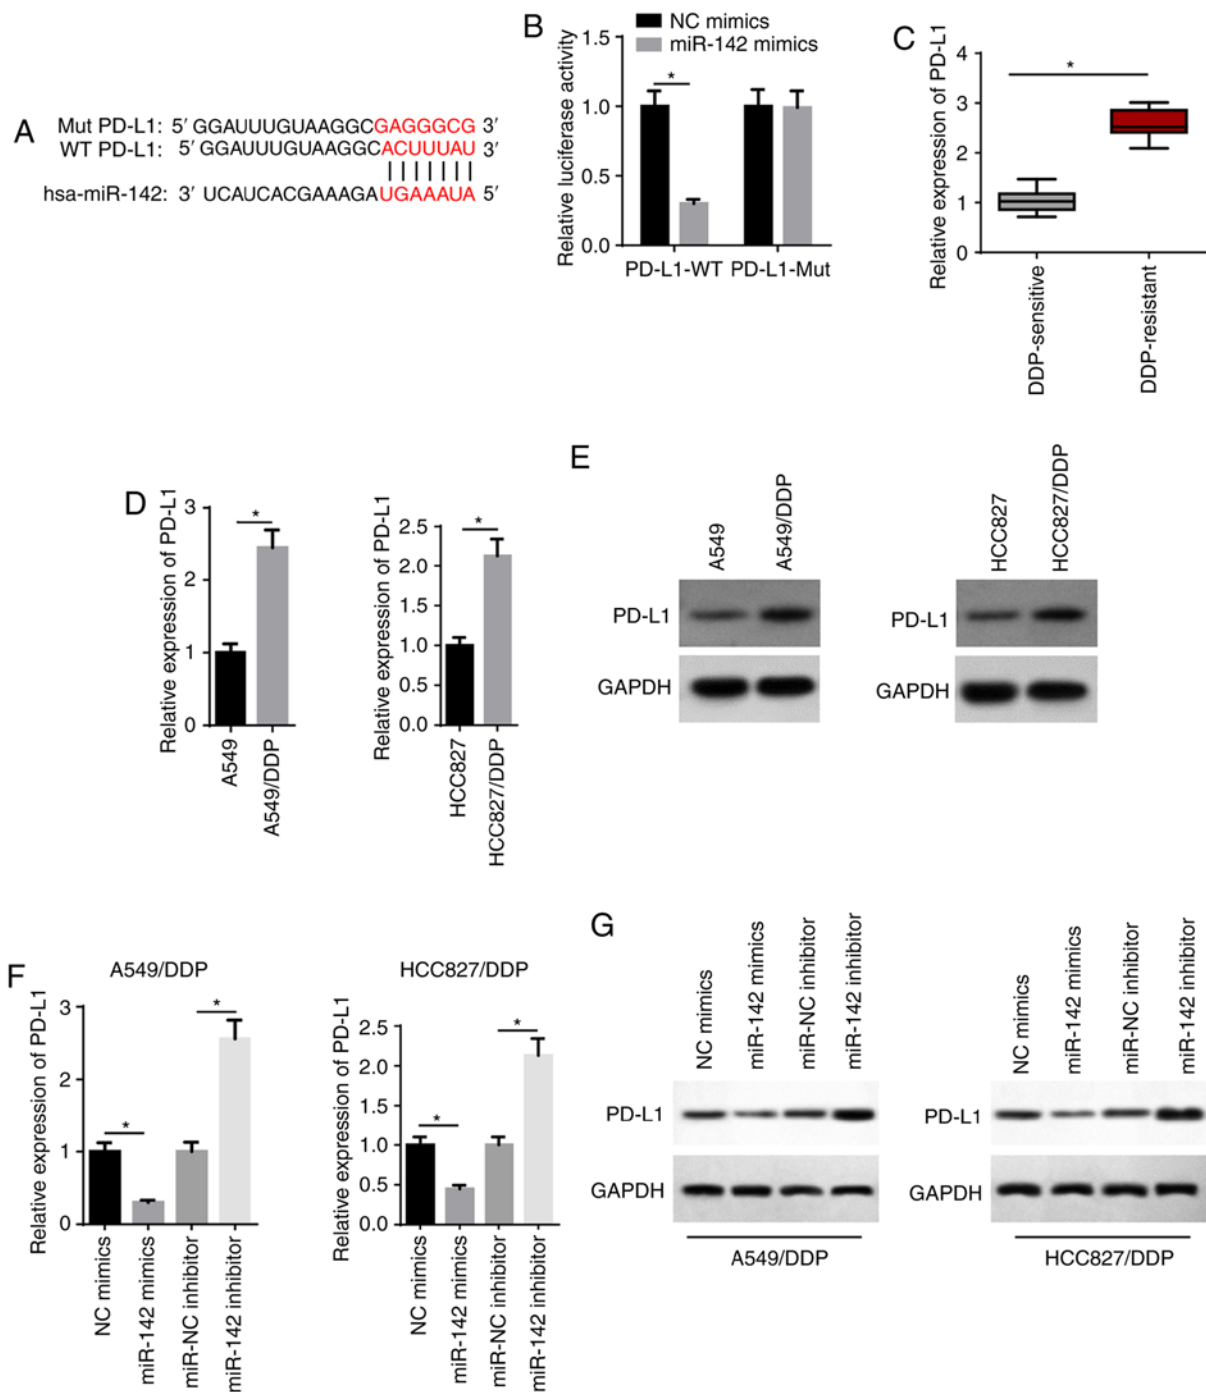 A
Mut PD-L1: 5′ GGAUUUGUAAGGCGAGGGCG 3′
WT PD-L1: 5′ GGAUUUGUAAGGCACUUUAU 3′
hsa-miR-142: 3′ UCAUCACGAAAGAUGAAAUA 5′
B
NC mimics
miR-142 mimics
Relative luciferase activity
1.5
1.0
0.5
0.0
*
PD-L1-WT
PD-L1-Mut
C
Relative expression of PD-L1
4
3
2
1
0
*
DDP-sensitive
DDP-resistant
D
Relative expression of PD-L1
3
2
1
0
*
A549
A549/DDP
Relative expression of PD-L1
2.5
2.0
1.5
1.0
0.5
0.0
*
HCC827
HCC827/DDP
E
A549
A549/DDP
PD-L1
GAPDH
HCC827
HCC827/DDP
PD-L1
GAPDH
F
A549/DDP
Relative expression of PD-L1
3
2
1
0
*
*
NC mimics
miR-142 mimics
miR-NC inhibitor
miR-142 inhibitor
HCC827/DDP
Relative expression of PD-L1
2.5
2.0
1.5
1.0
0.5
0.0
*
*
NC mimics
miR-142 mimics
miR-NC inhibitor
miR-142 inhibitor
G
NC mimics
miR-142 mimics
miR-NC inhibitor
miR-142 inhibitor
PD-L1
GAPDH
A549/DDP
NC mimics
miR-142 mimics
miR-NC inhibitor
miR-142 inhibitor
PD-L1
GAPDH
HCC827/DDP